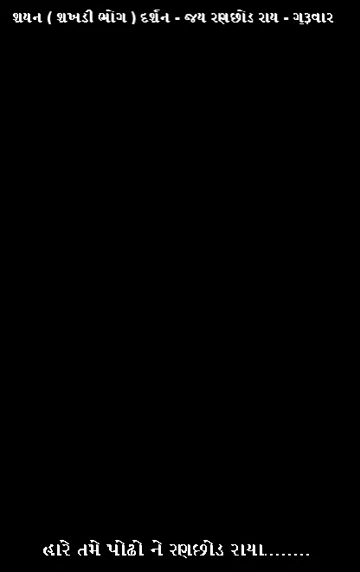 શયન ( શખડી ભોગ ) દર્શન - જય રણછોડ રાય - ગુરૂવાર
હારે તમે પોઢો ને રણછોડ રાયા........